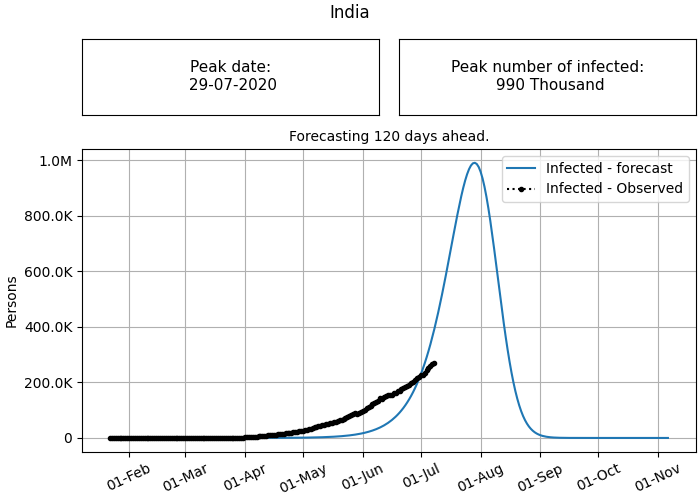 India
Peak date:
29-07-2020
Peak number of infected:
990 Thousand
Forecasting 120 days ahead.
Infected - forecast
Infected - Observed
Persons
1.0M
800.0K
600.0K
400.0K
200.0K
0
01-Feb
01-Mar
01-Apr
01-May
01-Jun
01-Jul
01-Aug
01-Sep
01-Oct
01-Nov